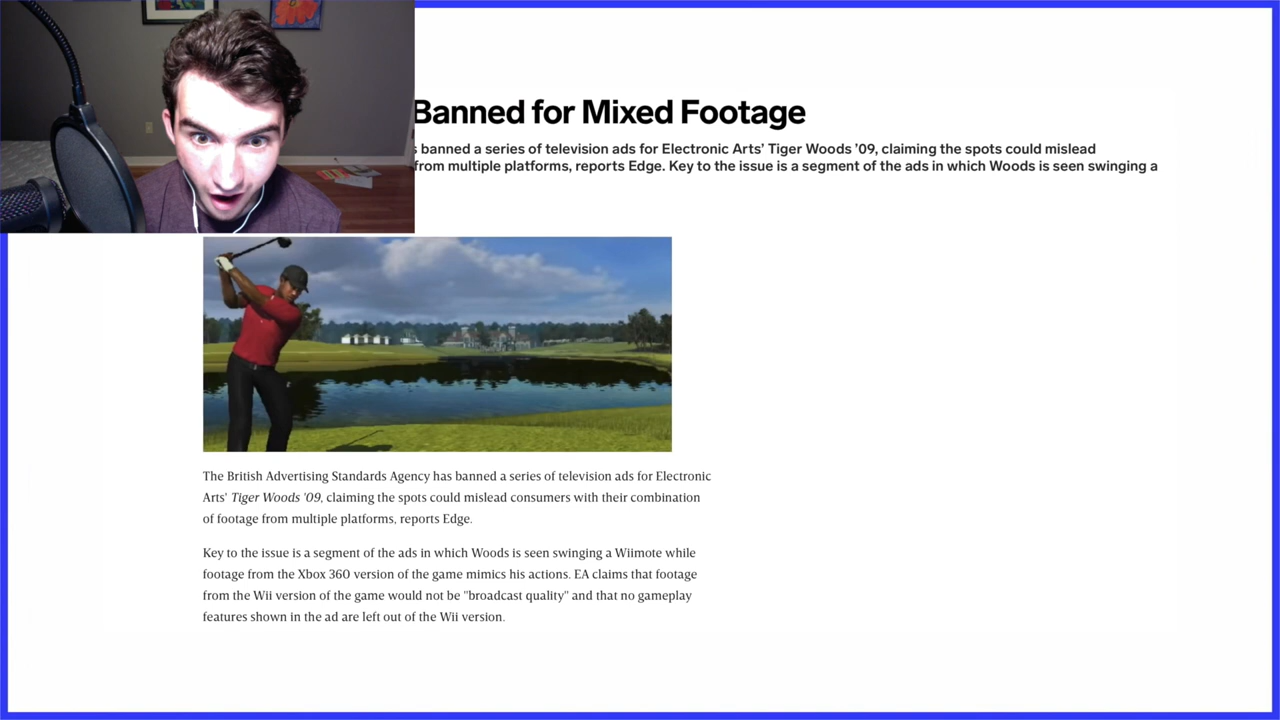 Banned for Mixed Footage
banned a series of television ads for Electronic Arts’ Tiger Woods ’09, claiming the spots could mislead
from multiple platforms, reports Edge. Key to the issue is a segment of the ads in which Woods is seen swinging a
The British Advertising Standards Agency has banned a series of television ads for Electronic
Arts' Tiger Woods '09, claiming the spots could mislead consumers with their combination
of footage from multiple platforms, reports Edge.
Key to the issue is a segment of the ads in which Woods is seen swinging a Wiimote while
footage from the Xbox 360 version of the game mimics his actions. EA claims that footage
from the Wii version of the game would not be "broadcast quality" and that no gameplay
features shown in the ad are left out of the Wii version.